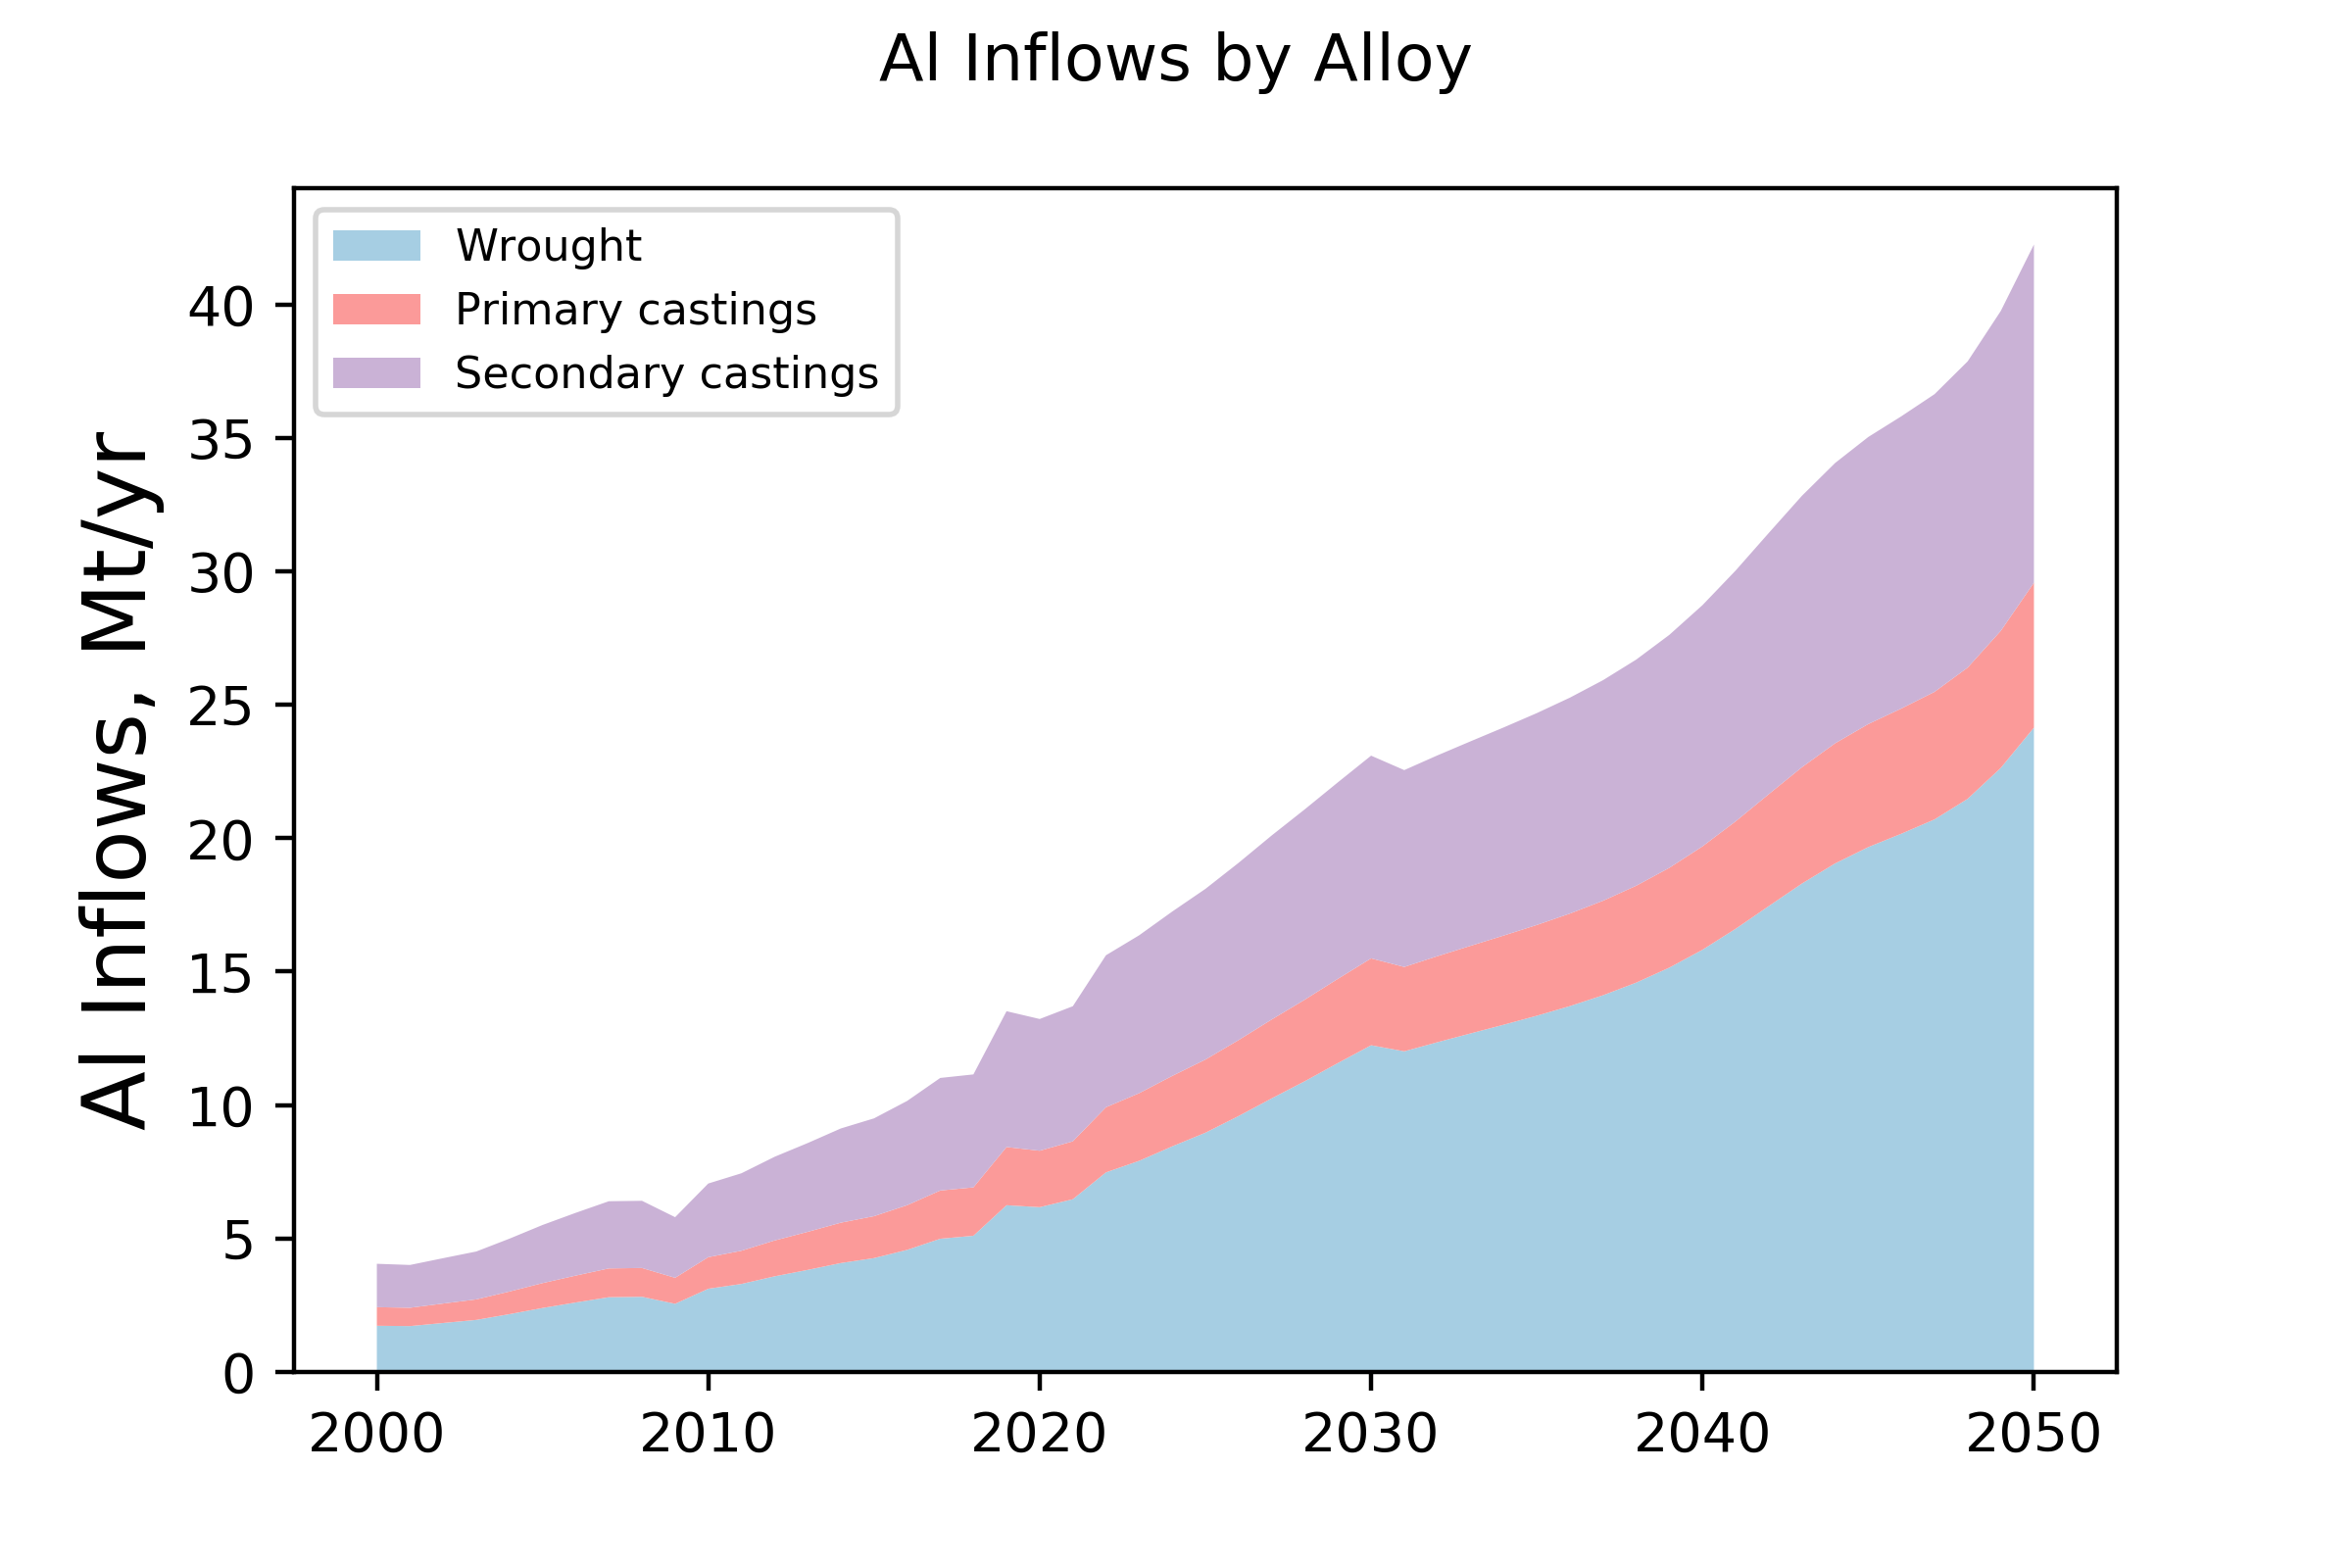 Al Inflows by Alloy
Wrought
Primary castings
Secondary castings
Al Inflows, Mt/yr
40
35
30
25
20
15
10
5
0
2000 2010 2020 2030 2040 2050